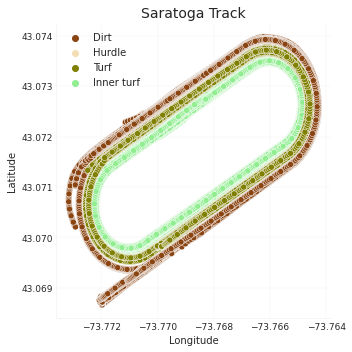 Saratoga Track
Dirt
Hurdle
Turf
Inner turf
43.074
43.073
43.072
43.071
43.070
43.069
Latitude
−73.772 −73.770 −73.768 −73.766 −73.764
Longitude